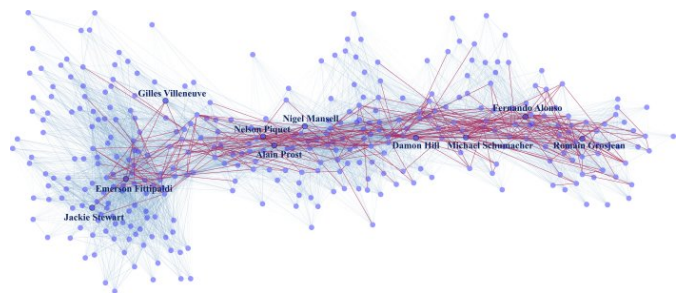 Gilles Villeneuve
Fernando Alonso
Nigel Mansell
Nelson Piquet
Damon Hill
Michael Schumacher
Romain Grosjean
Alain Prost
Emerson Fittipaldi
Jackie Stewart